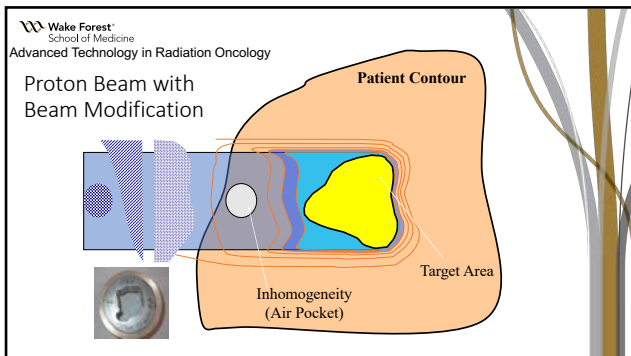 Wake Forest®
School of Medicine
Advanced Technology in Radiation Oncology
Proton Beam with
Beam Modification
Patient Contour
Target Area
Inhomogeneity
(Air Pocket)